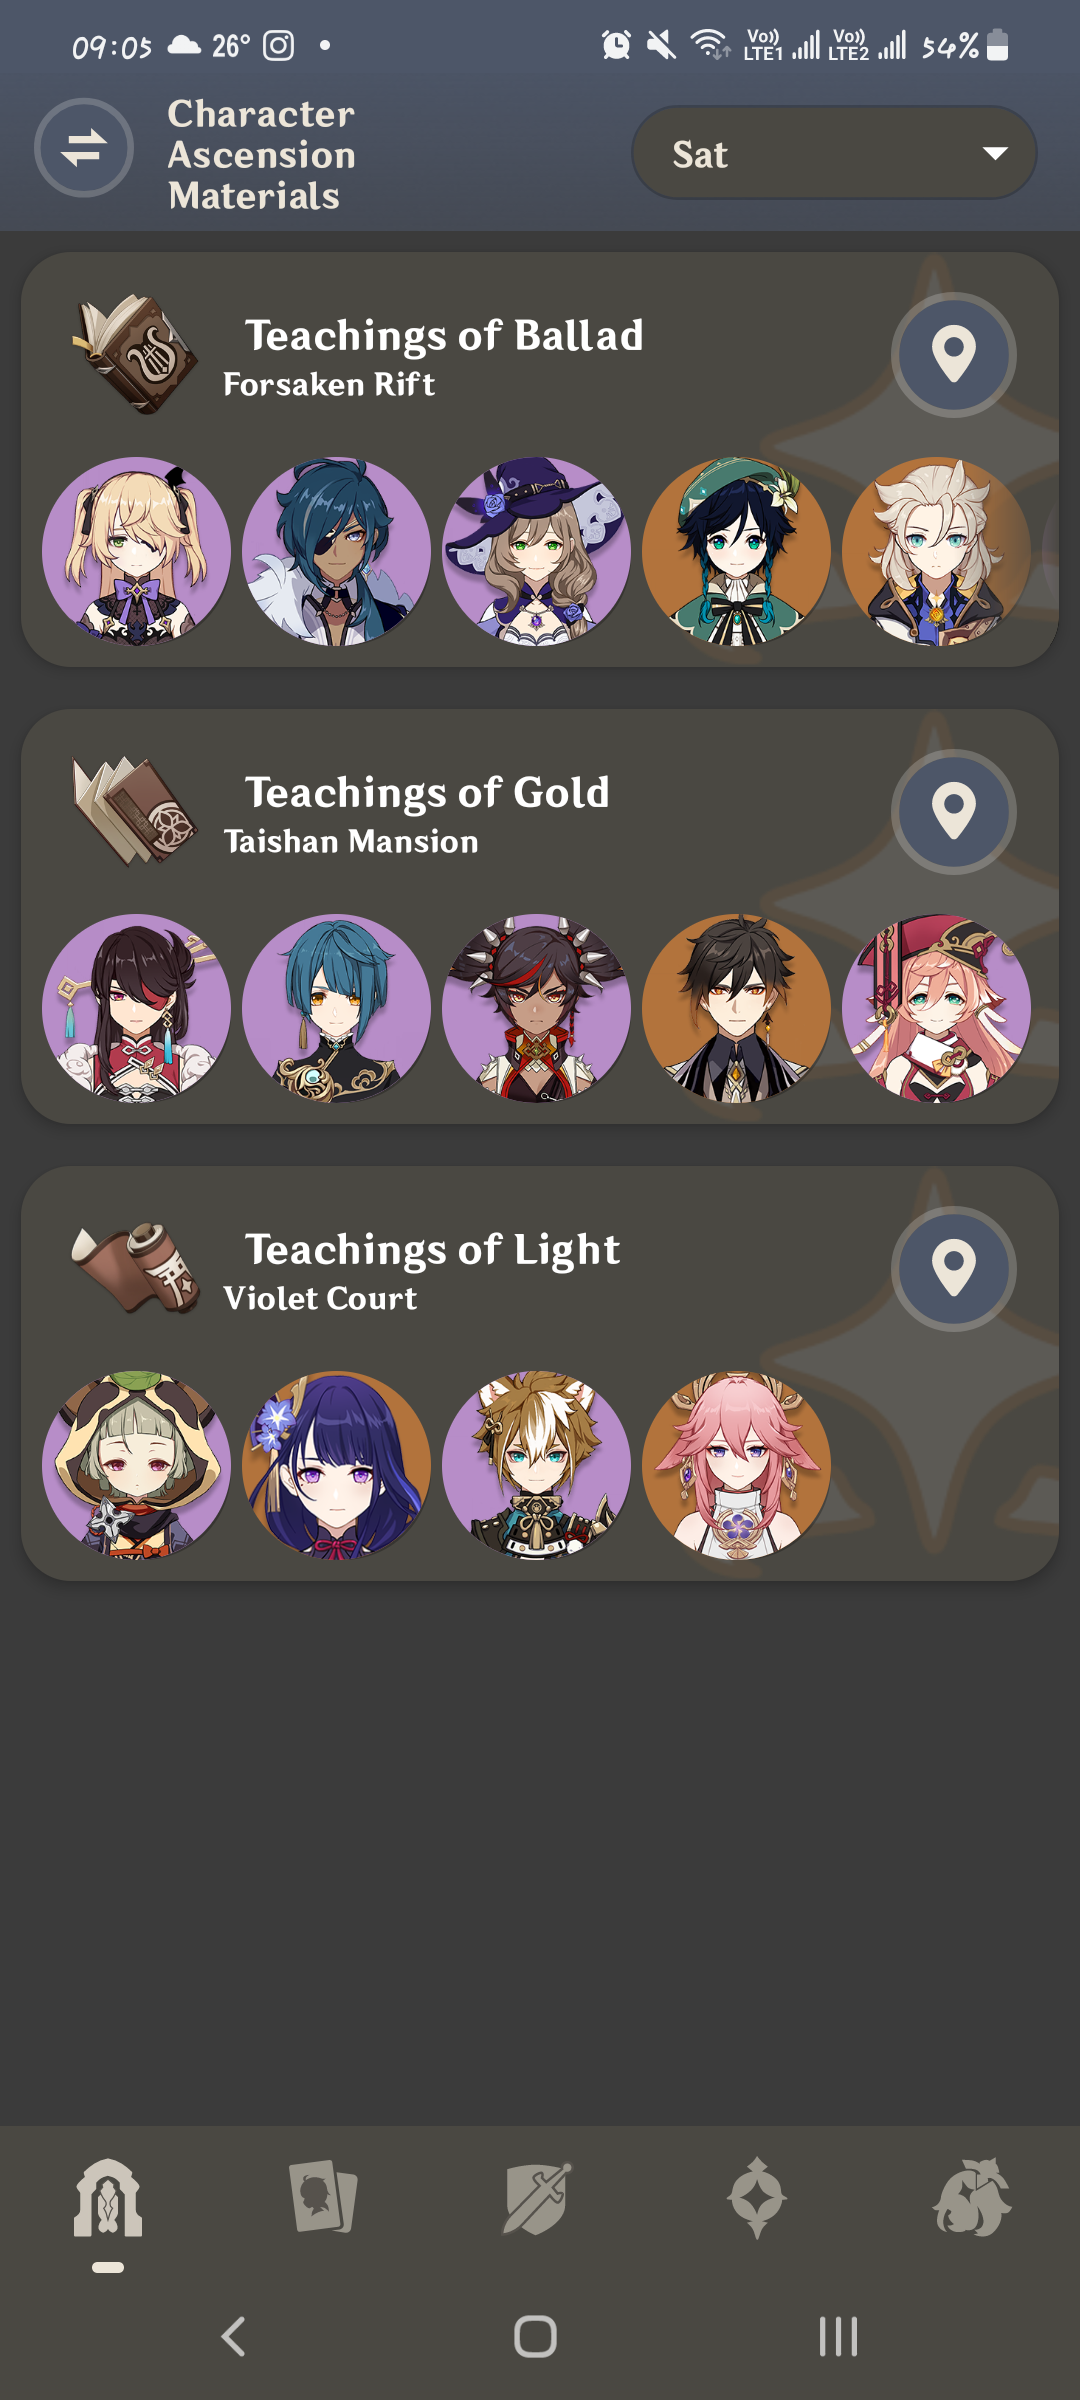 09:05 26° 54%
Vo)) LTE1 Vo)) LTE2
Character
Ascension
Materials
Sat
Teachings of Ballad
Forsaken Rift
Teachings of Gold
Taishan Mansion
Teachings of Light
Violet Court